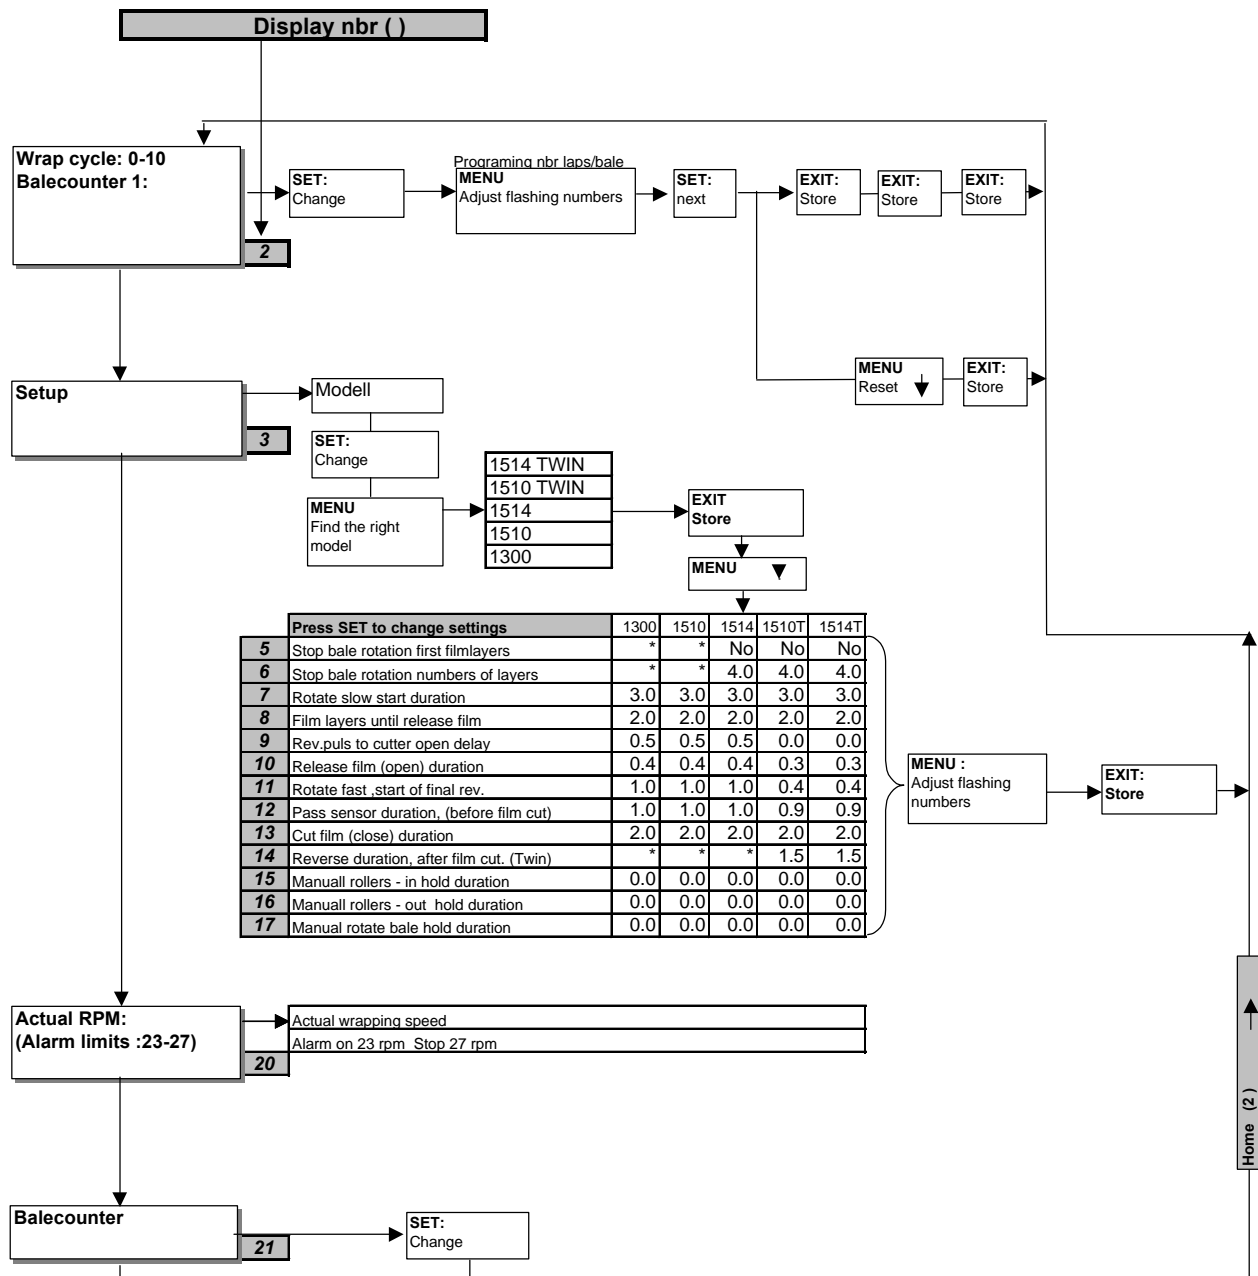 Display nbr ( )
Wrap cycle: 0-10
Balecounter 1:
2
SET:
Change
Programing nbr laps/bale
MENU
Adjust flashing numbers
SET:
next
EXIT:
Store
EXIT:
Store
EXIT:
Store
MENU
Reset
EXIT:
Store
Setup
3
Modell
SET:
Change
MENU
Find the right
model
1514 TWIN
1510 TWIN
1514
1510
1300
EXIT
Store
MENU
Press SET to change settings 1300 1510 1514 1510T 1514T
5 Stop bale rotation first filmlayers * * No No No
6 Stop bale rotation numbers of layers * * 4.0 4.0 4.0
7 Rotate slow start duration 3.0 3.0 3.0 3.0 3.0
8 Film layers until release film 2.0 2.0 2.0 2.0 2.0
9 Rev.puls to cutter open delay 0.5 0.5 0.5 0.0 0.0
10 Release film (open) duration 0.4 0.4 0.4 0.3 0.3
11 Rotate fast ,start of final rev. 1.0 1.0 1.0 0.4 0.4
12 Pass sensor duration, (before film cut) 1.0 1.0 1.0 0.9 0.9
13 Cut film (close) duration 2.0 2.0 2.0 2.0 2.0
14 Reverse duration, after film cut. (Twin) * * * 1.5 1.5
15 Manuall rollers - in hold duration 0.0 0.0 0.0 0.0 0.0
16 Manuall rollers - out hold duration 0.0 0.0 0.0 0.0 0.0
17 Manual rotate bale hold duration 0.0 0.0 0.0 0.0 0.0
MENU :
Adjust flashing
numbers
EXIT:
Store
Actual RPM:
(Alarm limits :23-27)
20
Actual wrapping speed
Alarm on 23 rpm Stop 27 rpm
Home (2 )
Balecounter
21
SET:
Change